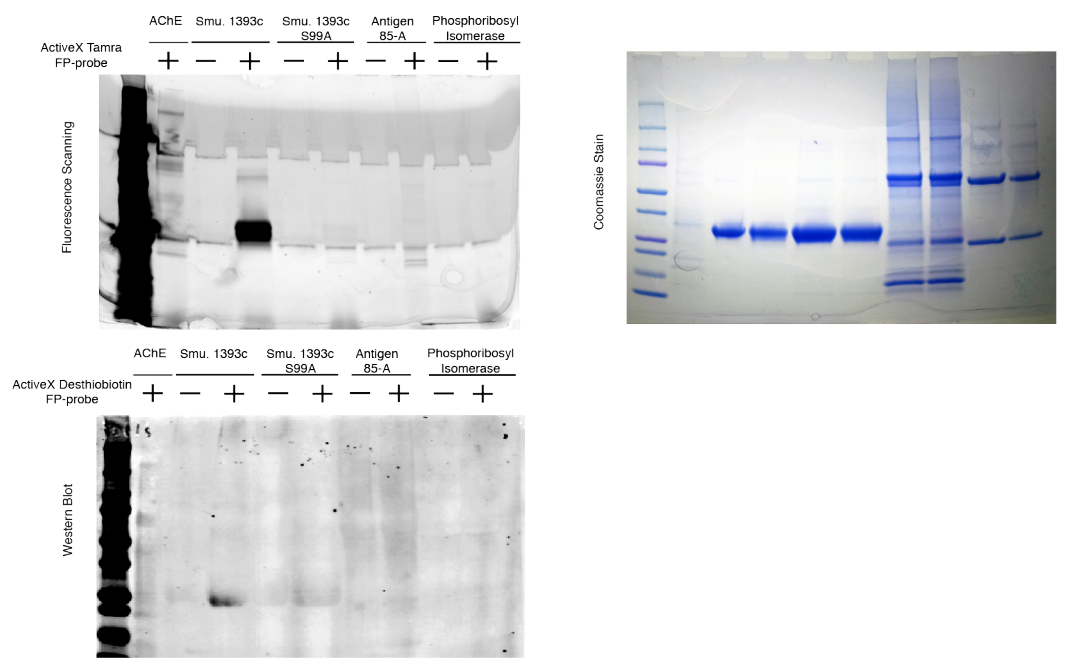 AChE Smu. 1393c Smu. 1393c Antigen Phosphoribosyl
S99A 85-A Isomerase
ActiveX Tamra
FP-probe + − + − + − + − +
Fluorescence Scanning
Coomassie Stain
AChE Smu. 1393c Smu. 1393c Antigen Phosphoribosyl
S99A 85-A Isomerase
ActiveX Desthiobiotin
FP-probe + − + − + − + − +
Western Blot